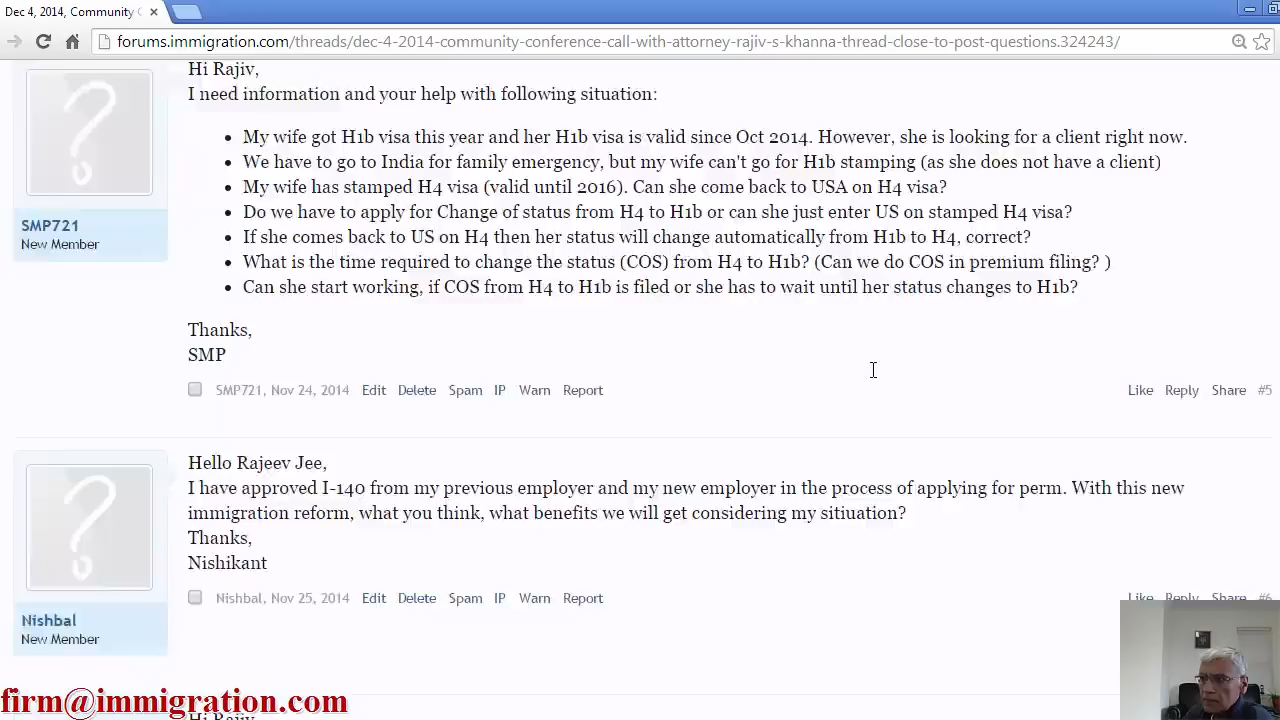 Dec 4, 2014, Community C
forums.immigration.com/threads/dec-4-2014-community-conference-call-with-attorney-rajiv-s-khanna-thread-close-to-post-questions.324243/
Hi Rajiv,
I need information and your help with following situation:
• My wife got H1b visa this year and her H1b visa is valid since Oct 2014. However, she is looking for a client right now.
• We have to go to India for family emergency, but my wife can't go for H1b stamping (as she does not have a client)
• My wife has stamped H4 visa (valid until 2016). Can she come back to USA on H4 visa?
• Do we have to apply for Change of status from H4 to H1b or can she just enter US on stamped H4 visa?
• If she comes back to US on H4 then her status will change automatically from H1b to H4, correct?
• What is the time required to change the status (COS) from H4 to H1b? (Can we do COS in premium filing? )
• Can she start working, if COS from H4 to H1b is filed or she has to wait until her status changes to H1b?
Thanks,
SMP
SMP721
New Member
SMP721, Nov 24, 2014 Edit Delete Spam IP Warn Report Like Reply Share #5
Hello Rajeev Jee,
I have approved I-140 from my previous employer and my new employer in the process of applying for perm. With this new
immigration reform, what you think, what benefits we will get considering my sitiuation?
Thanks,
Nishikant
Nishbal, Nov 25, 2014 Edit Delete Spam IP Warn Report Like Reply Share #6
Nishbal
New Member
firm@immigration.com
Hi Rajiv,